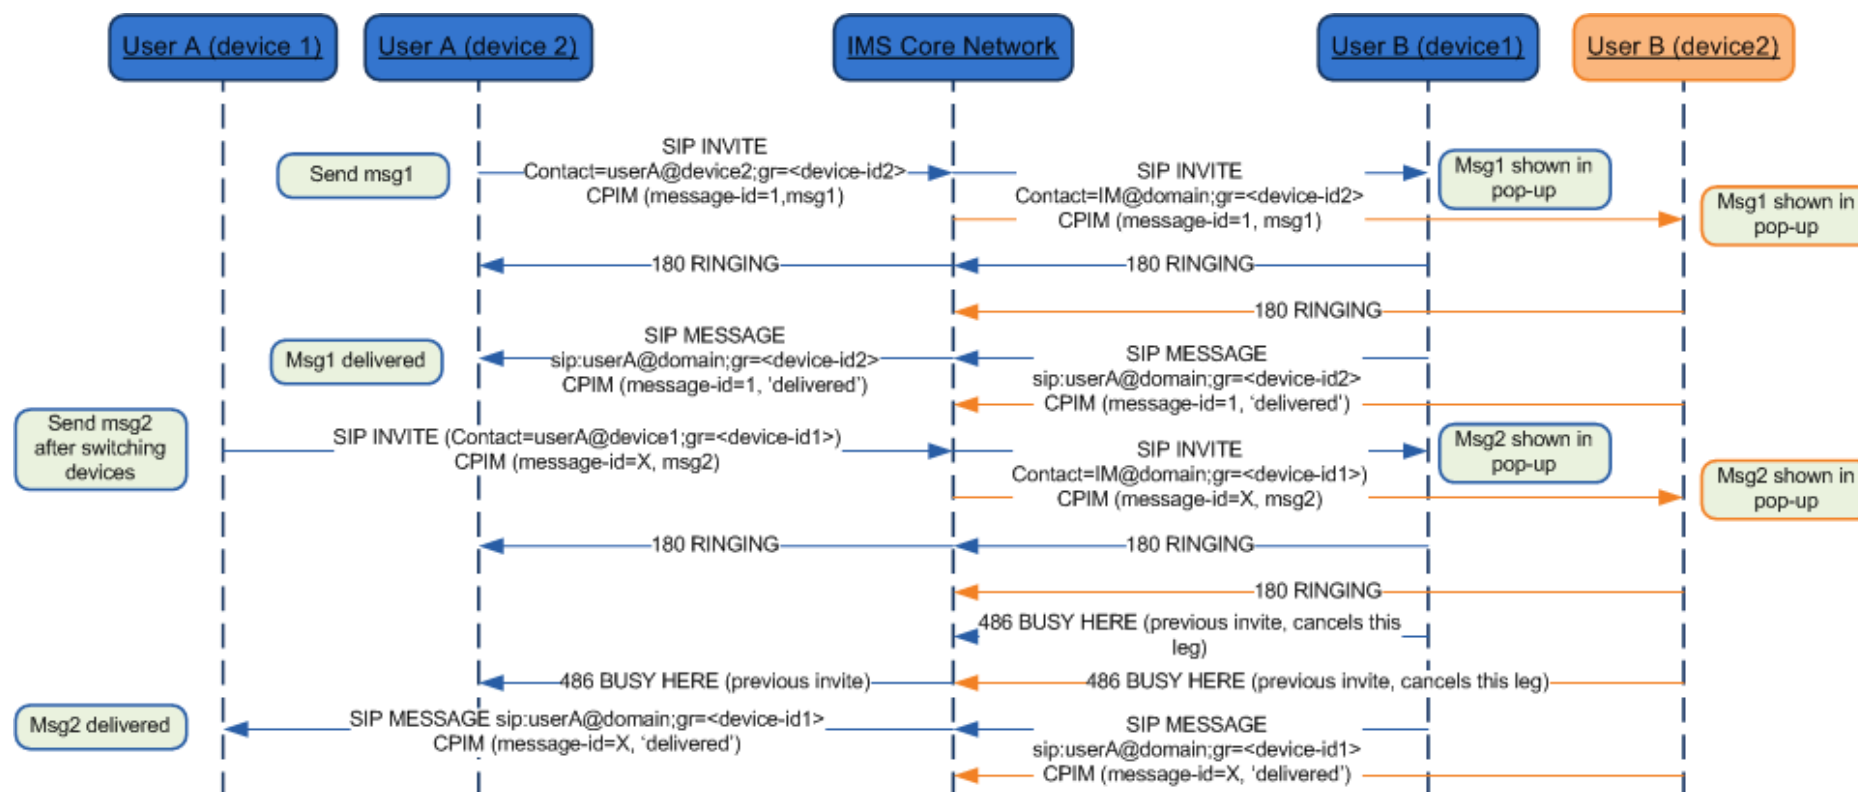 User A (device 1)
User A (device 2)
IMS Core Network
User B (device1)
User B (device2)
Send msg1
SIP INVITE
Contact=userA@device2;gr=<device-id2>
CPIM (message-id=1,msg1)
SIP INVITE
Contact=IM@domain;gr=<device-id2>
CPIM (message-id=1, msg1)
Msg1 shown in
pop-up
Msg1 shown in
pop-up
180 RINGING
180 RINGING
180 RINGING
Msg1 delivered
SIP MESSAGE
sip:userA@domain;gr=<device-id2>
CPIM (message-id=1, ‘delivered’)
SIP MESSAGE
sip:userA@domain;gr=<device-id2>
CPIM (message-id=1, ‘delivered’)
Send msg2
after switching
devices
SIP INVITE (Contact=userA@device1;gr=<device-id1>)
CPIM (message-id=X, msg2)
SIP INVITE
Contact=IM@domain;gr=<device-id1>)
CPIM (message-id=X, msg2)
Msg2 shown in
pop-up
Msg2 shown in
pop-up
180 RINGING
180 RINGING
180 RINGING
486 BUSY HERE (previous invite, cancels this
leg)
486 BUSY HERE (previous invite)
486 BUSY HERE (previous invite, cancels this leg)
Msg2 delivered
SIP MESSAGE sip:userA@domain;gr=<device-id1>
CPIM (message-id=X, ‘delivered’)
SIP MESSAGE
sip:userA@domain;gr=<device-id1>
CPIM (message-id=X, ‘delivered’)